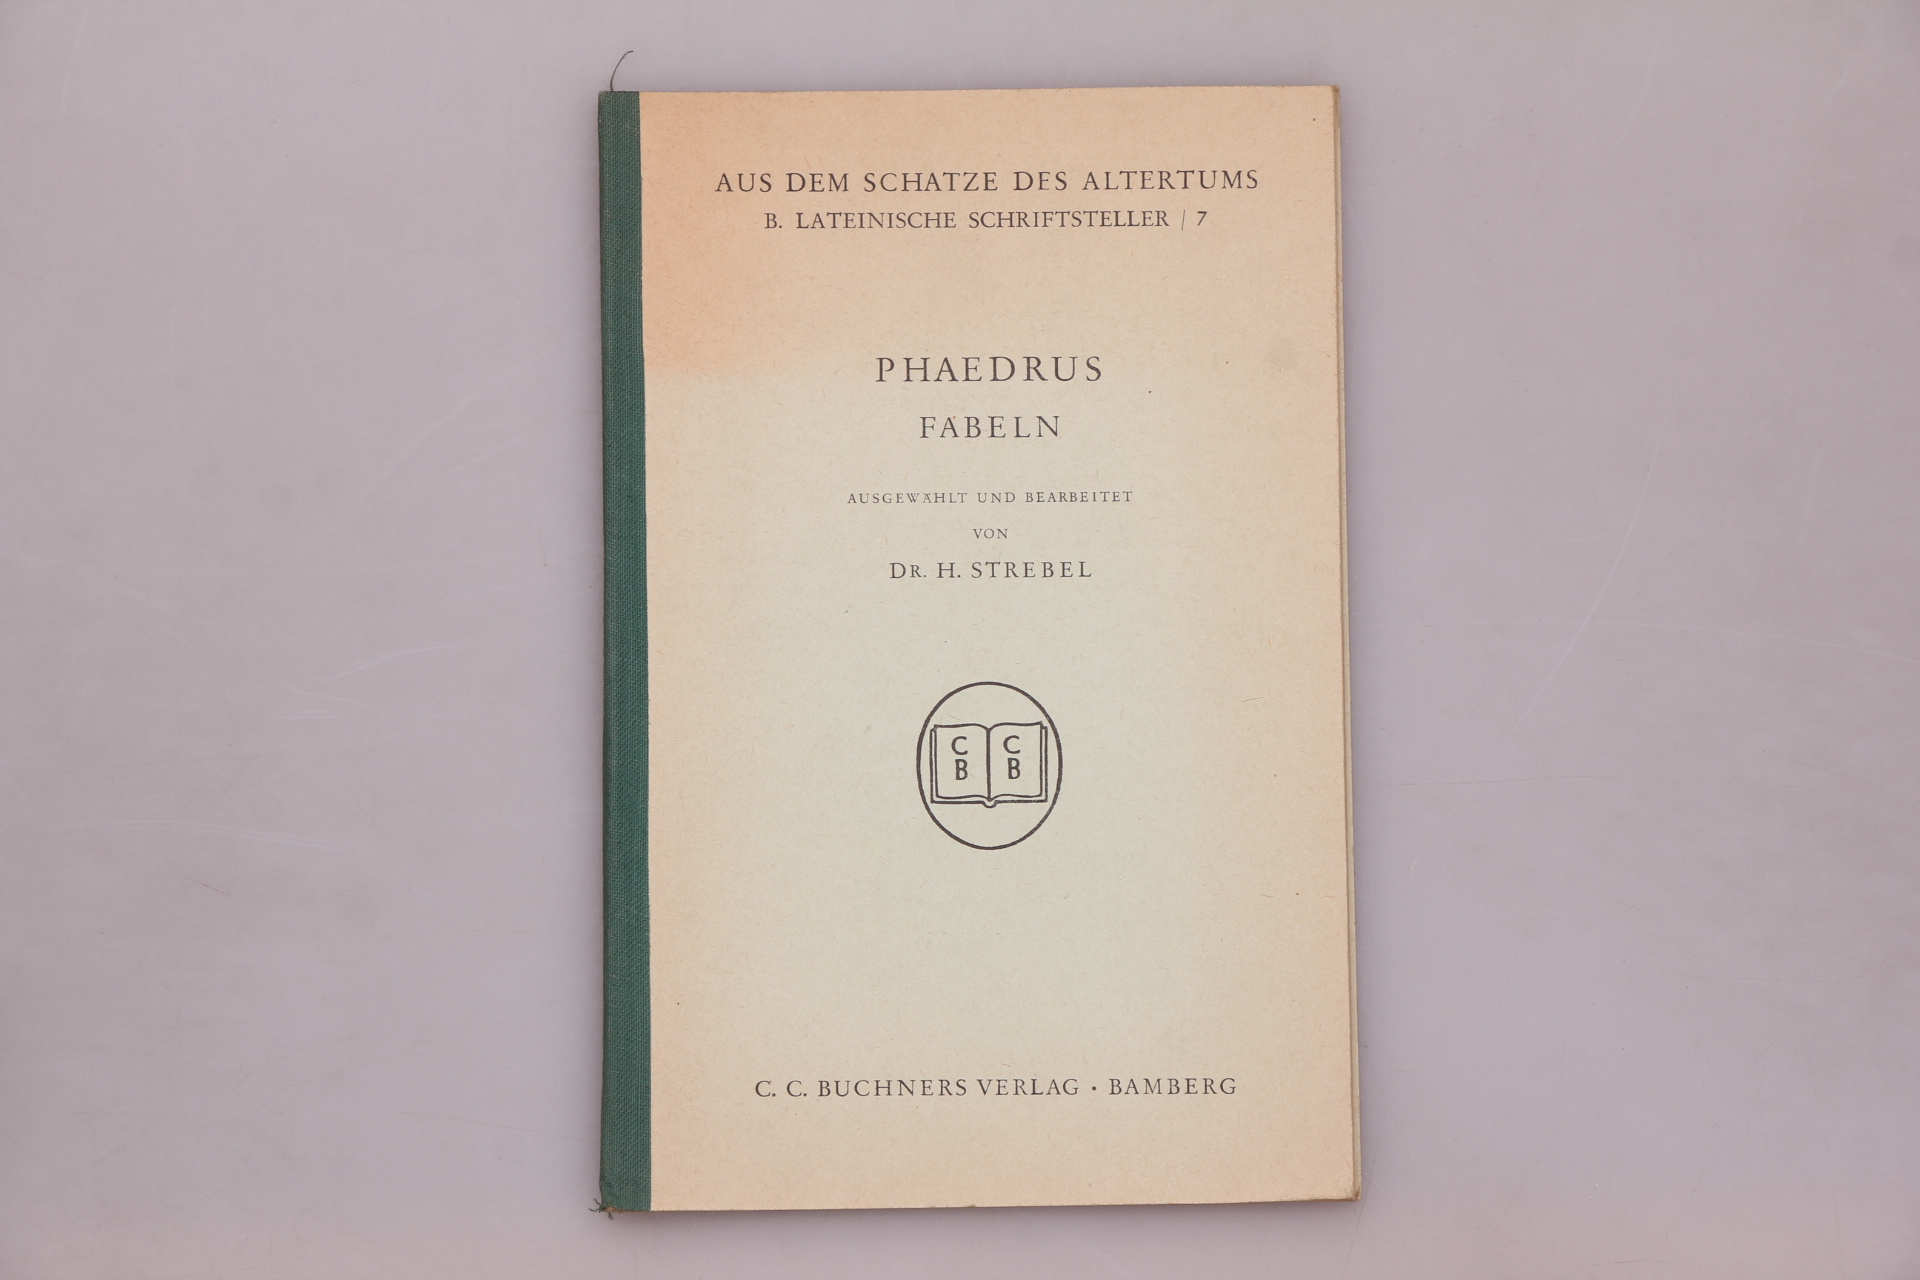 AUS DEM SCHATZE DES ALTERTUMS
B. LATEINISCHE SCHRIFTSTELLER / 7
PHAEDRUS
FABELN
AUSGEWÄHLT UND BEARBEITET
VON
DR. H. STREBEL
C C
B B
C. C. BUCHNERS VERLAG · BAMBERG